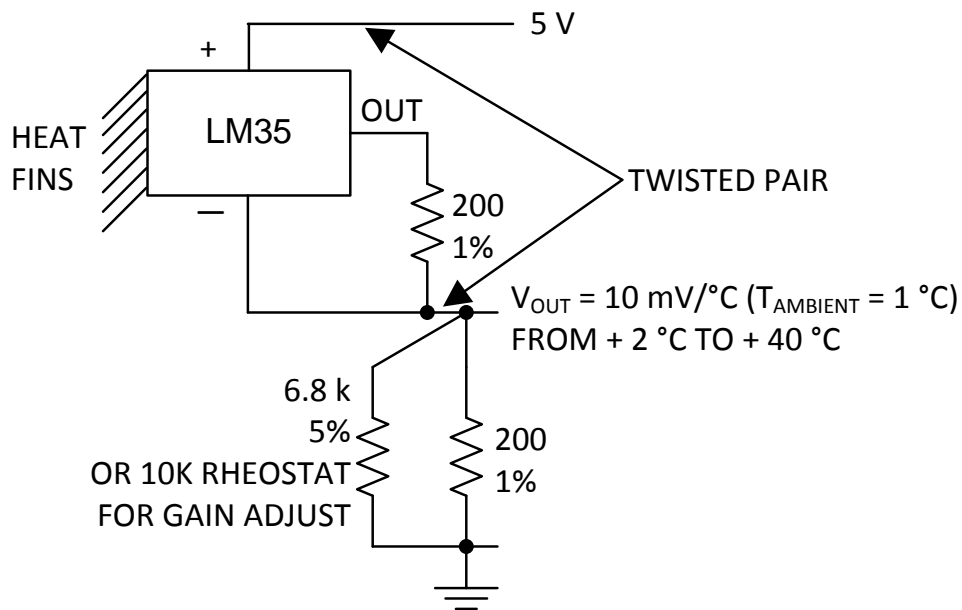 5 V
+
LM35
OUT
HEAT
FINS
TWISTED PAIR
—
200
1%
V_OUT = 10 mV/°C (T_AMBIENT = 1 °C)
FROM + 2 °C TO + 40 °C
6.8 k
5%
OR 10K RHEOSTAT
FOR GAIN ADJUST
200
1%